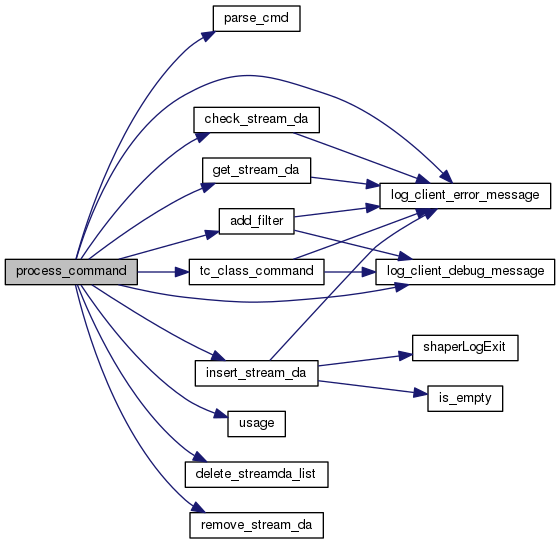 parse_cmd
check_stream_da
get_stream_da
log_client_error_message
add_filter
process_command
tc_class_command
log_client_debug_message
shaperLogExit
insert_stream_da
is_empty
usage
delete_streamda_list
remove_stream_da